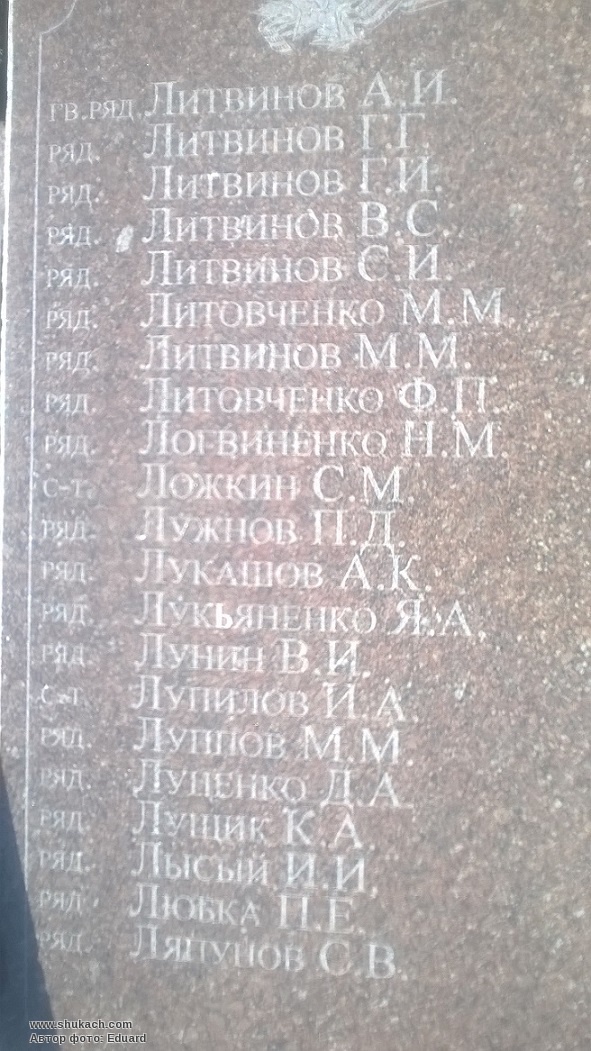 ГВ.РЯД. ЛИТВИНОВ А.И.
РЯД. ЛИТВИНОВ Г.Г.
РЯД. ЛИТВИНОВ Г.И.
РЯД. ЛИТВИНОВ В.С.
РЯД. ЛИТВИНОВ С.И.
РЯД. ЛИТОВЧЕНКО М.М.
РЯД. ЛИТВИНОВ М.М.
РЯД. ЛИТОВЧЕНКО Ф.П.
РЯД. ЛОГВИНЕНКО Н.М.
С-Т. ЛОЖКИН С.М.
РЯД. ЛУЖНОВ П.Д.
РЯД. ЛУКАШОВ А.К.
РЯД. ЛУКЬЯНЕНКО Я.А.
РЯД. ЛУНИН В.И.
С-Т. ЛУПИЛОВ И.А.
РЯД. ЛУППОВ М.М.
РЯД. ЛУЦЕНКО Д.А.
РЯД. ЛУЩИК К.А.
РЯД. ЛЫСЫЙ И.И.
РЯД. ЛЮБКА П.Е.
РЯД. ЛЯПУНОВ С.В.
www.shukach.com
Автор фото: Eduard